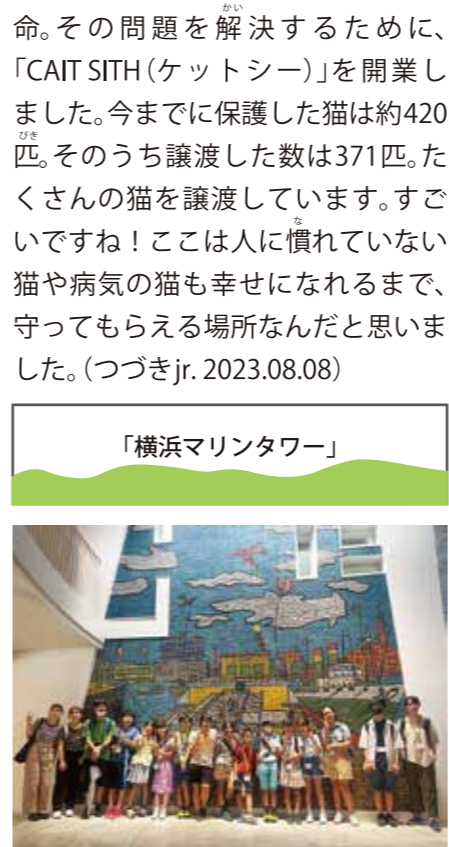 命。その問題を解決するために、
「CAIT SITH（ケットシー）」を開業し
ました。今までに保護した猫は約420
匹。そのうち譲渡した数は371匹。た
くさんの猫を譲渡しています。すご
いですね！ここは人に慣れていない
猫や病気の猫も幸せになれるまで、
守ってもらえる場所なんだと思いま
した。（つづきjr. 2023.08.08）
「横浜マリンタワー」